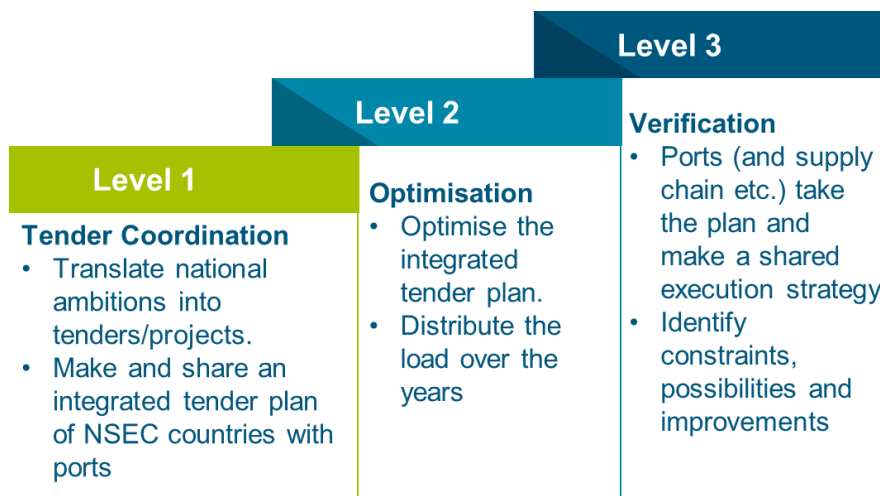 Level 1
Tender Coordination
• Translate national
ambitions into
tenders/projects.
• Make and share an
integrated tender plan
of NSEC countries with
ports
Level 2
Optimisation
• Optimise the
integrated
tender plan.
• Distribute the
load over the
years
Level 3
Verification
• Ports (and supply
chain etc.) take
the plan and
make a shared
execution strategy
• Identify
constraints,
possibilities and
improvements